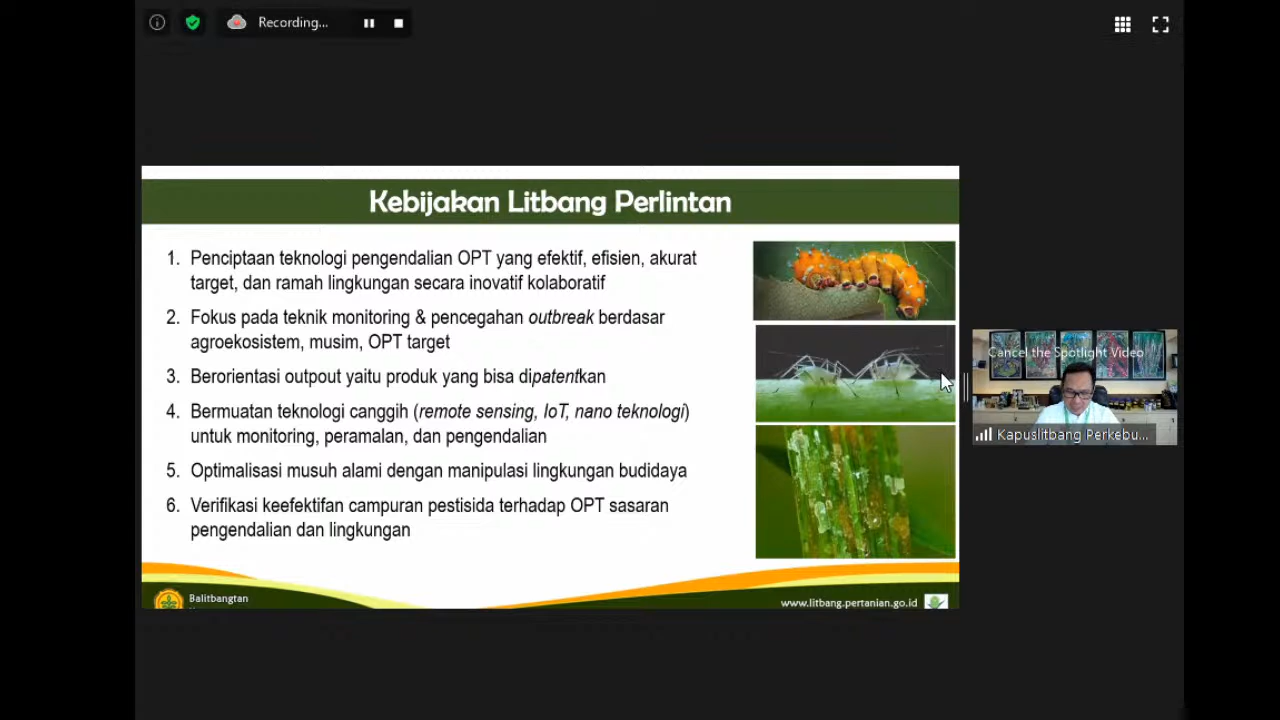 Recording...
Kebijakan Litbang Perlintan
1. Penciptaan teknologi pengendalian OPT yang efektif, efisien, akurat
target, dan ramah lingkungan secara inovatif kolaboratif
2. Fokus pada teknik monitoring & pencegahan outbreak berdasar
agroekosistem, musim, OPT target
3. Berorientasi outpout yaitu produk yang bisa dipatentkan
4. Bermuatan teknologi canggih (remote sensing, IoT, nano teknologi)
untuk monitoring, peramalan, dan pengendalian
5. Optimalisasi musuh alami dengan manipulasi lingkungan budidaya
6. Verifikasi keefektifan campuran pestisida terhadap OPT sasaran
pengendalian dan lingkungan
Balitbangtan
www.litbang.pertanian.go.id
Cancel the Spotlight Video
Kapuslitbang Perkebu...